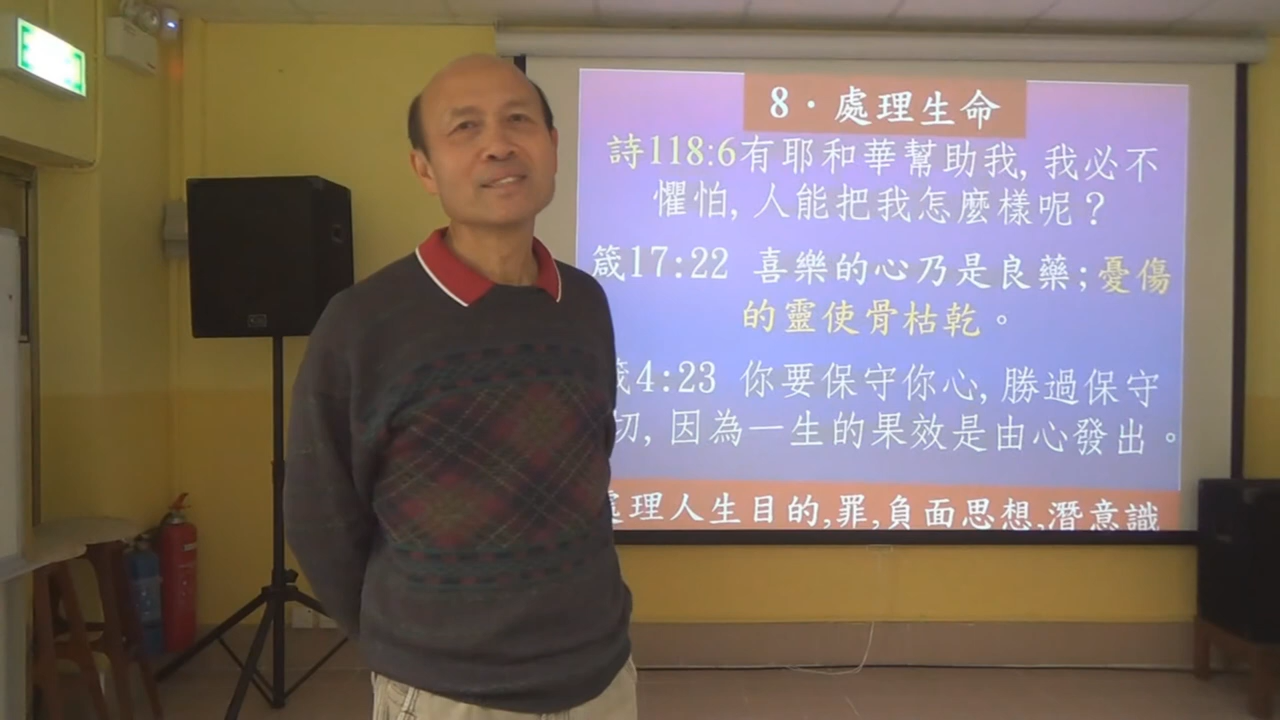 8·處理生命
詩118:6有耶和華幫助我,我必不
懼怕,人能把我怎麼樣呢？
箴17:22 喜樂的心乃是良藥;憂傷
的靈使骨枯乾。
4:23 你要保守你心,勝過保守
切,因為一生的果效是由心發出。
處理人生目的,罪,負面思想,潛意識